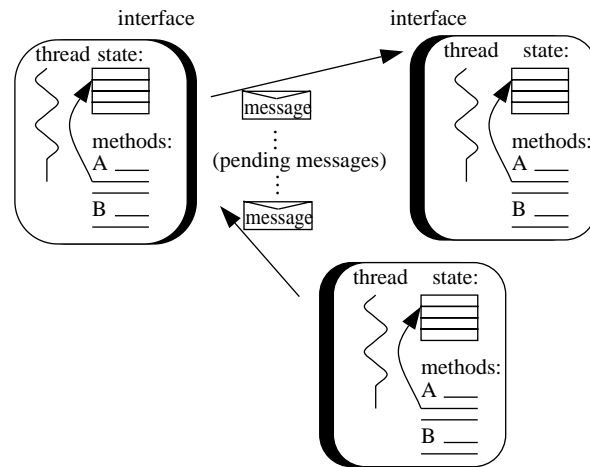 interface
interface
thread state:
thread state:
message
methods:
methods:
(pending messages)
A
A
B
B
message
thread state:
methods:
A
B